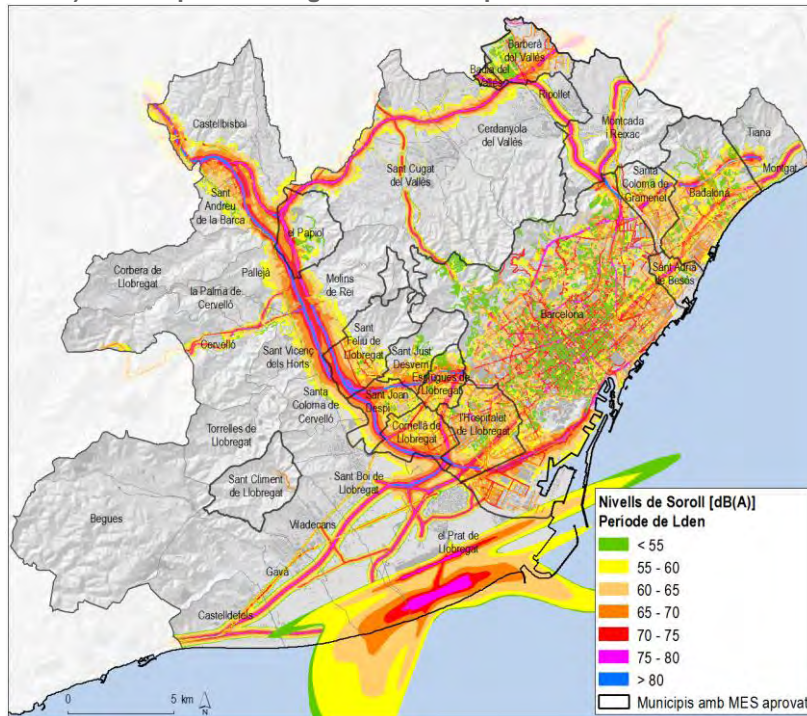 Barberà
del Vallès
Badia del
Vallès
Ripollet
Castellbisbal
Cerdanyola
del Vallès
Montcada
i Reixac
Tiana
Sant Cugat
del Vallès
Santa
Coloma de
Gramenet
Montgat
Badalona
Sant
Andreu
de la Barca
el Papiol
Corbera de
Llobregat
Pallejà
la Palma de
Cervelló
Molins
de Rei
Sant Adrià
de Besòs
Barcelona
Cervelló
Sant Vicenç
dels Horts
Sant
Feliu de
Llobregat
Sant Just
Desvern
Esplugues de
Llobregat
Santa
Coloma de
Cervelló
Sant Joan
Despí
Cornellà de
Llobregat
l'Hospitalet
de Llobregat
Torrelles de
Llobregat
Sant Climent
de Llobregat
Sant Boi de
Llobregat
Begues
Viladecans
el Prat de
Llobregat
Gavà
Castelldefels
Nivells de Soroll [dB(A)]
Periode de Lden
< 55
55 - 60
60 - 65
65 - 70
70 - 75
75 - 80
> 80
Municipis amb MES aprovat
0 5 km
N